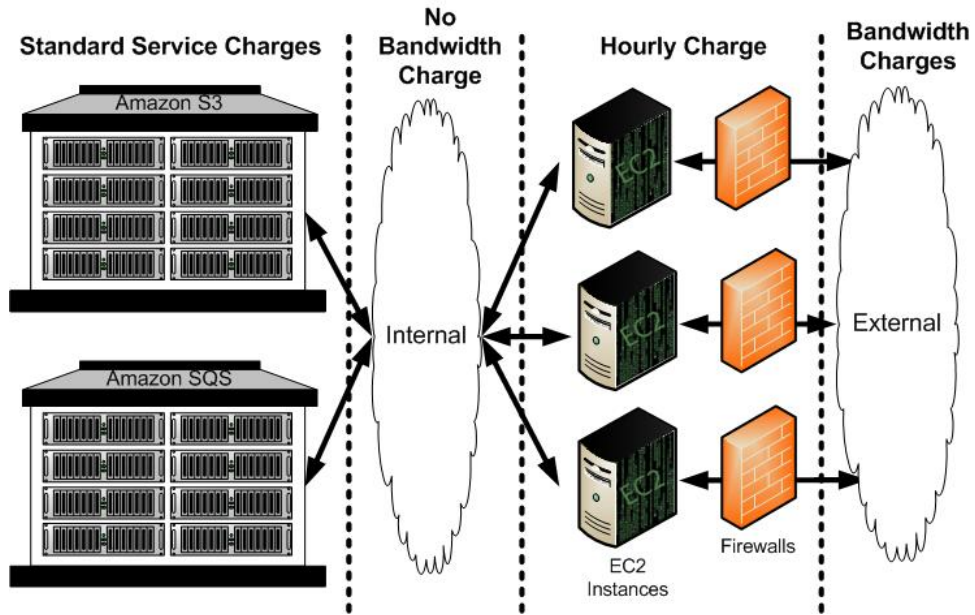 Standard Service Charges
No
Bandwidth
Charge
Hourly Charge
Bandwidth
Charges
Amazon S3
Amazon SQS
Internal
EC2
EC2
EC2
External
EC2
Instances
Firewalls